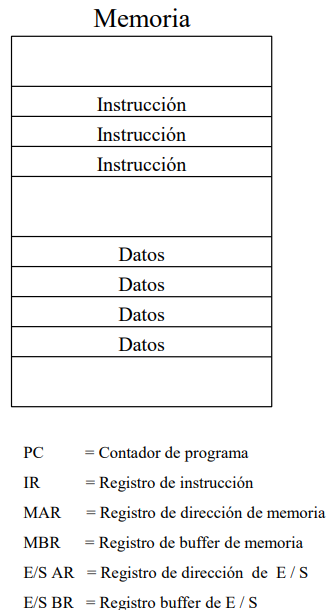 Memoria
Instrucción
Instrucción
Instrucción
Datos
Datos
Datos
Datos
PC = Contador de programa
IR = Registro de instrucción
MAR = Registro de dirección de memoria
MBR = Registro de buffer de memoria
E/S AR = Registro de dirección de E / S
E/S BR = Registro buffer de E / S